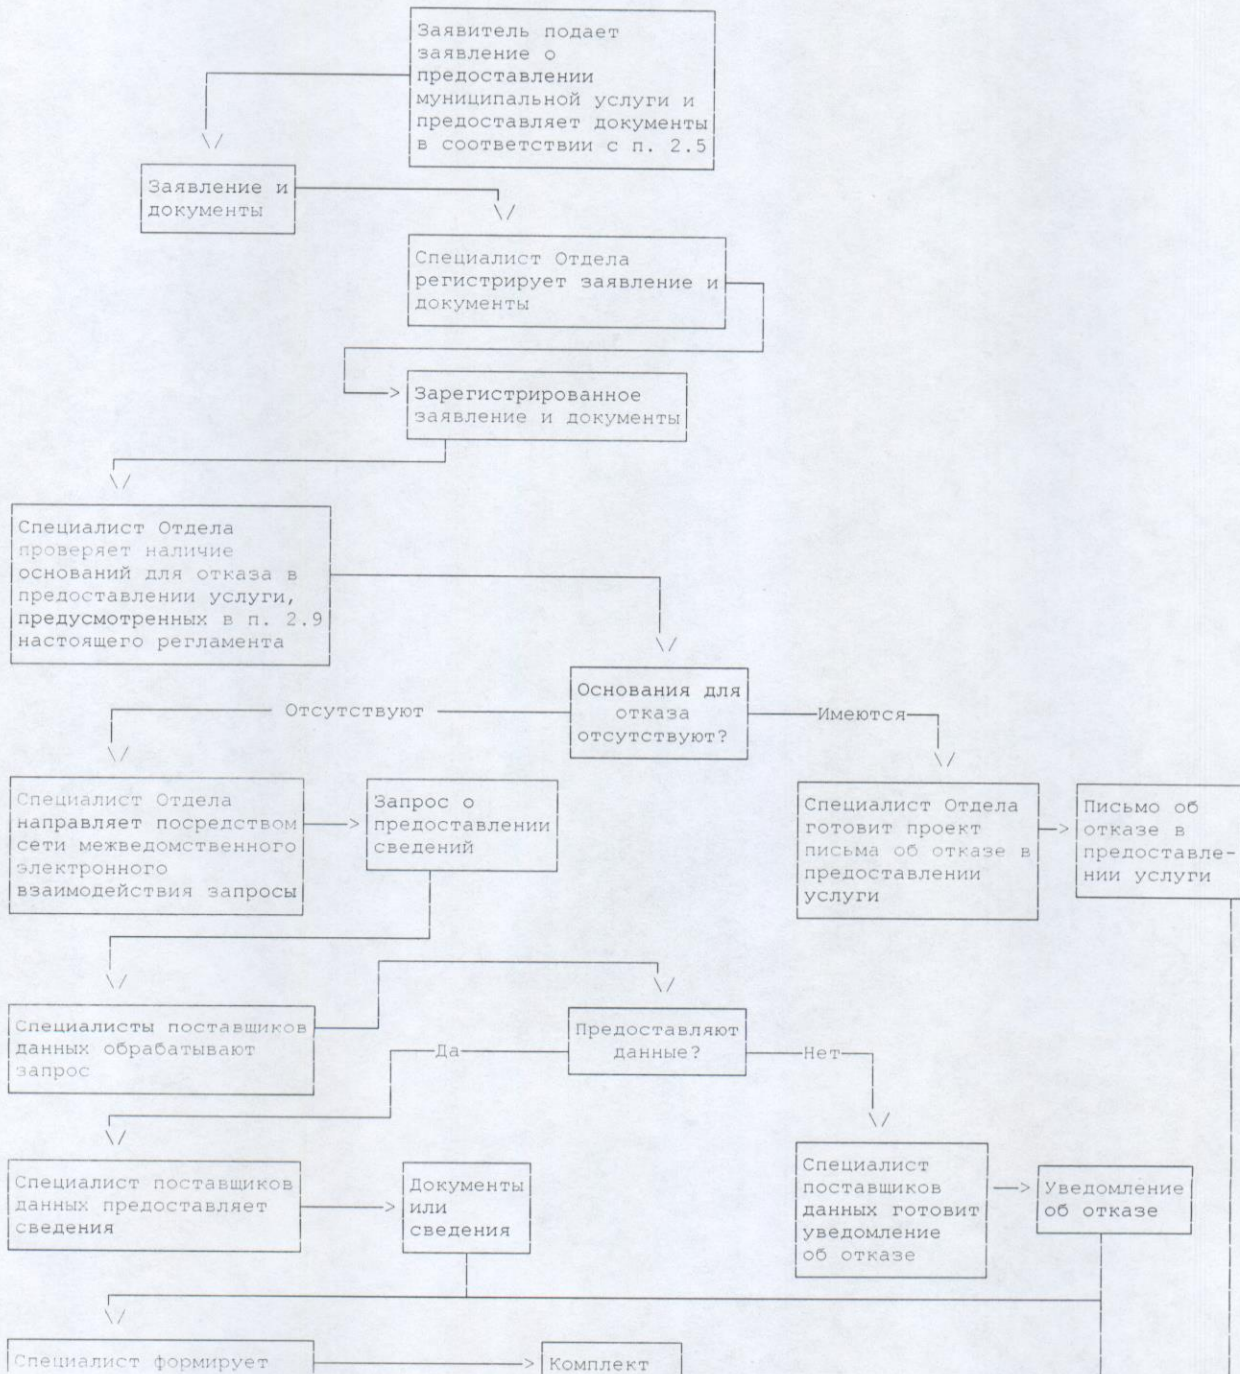 Заявитель подает
заявление о
предоставлении
муниципальной услуги и
предоставляет документы
в соответствии с п. 2.5
Заявление и
документы
Специалист Отдела
регистрирует заявление и
документы
Зарегистрированное
заявление и документы
Специалист Отдела
проверяет наличие
оснований для отказа в
предоставлении услуги,
предусмотренных в п. 2.9
настоящего регламента
Основания для
отказа
отсутствуют?
Отсутствуют
Имеются
Специалист Отдела
направляет посредством
сети межведомственного
электронного
взаимодействия запросы
Запрос о
предоставлении
сведений
Специалист Отдела
готовит проект
письма об отказе в
предоставлении
услуги
Письмо об
отказе в
предоставле-
нии услуги
Специалисты поставщиков
данных обрабатывают
запрос
Предоставляют
данные?
Да
Нет
Специалист поставщиков
данных предоставляет
сведения
Документы
или
сведения
Специалист
поставщиков
данных готовит
уведомление
об отказе
Уведомление
об отказе
Специалист формирует
Комплект